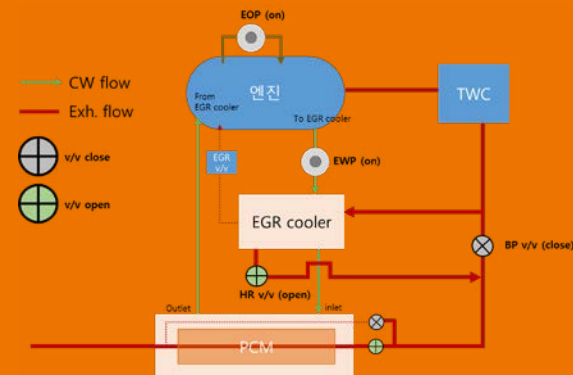 EOP (on)
CW flow
Exh. flow
v/v close
v/v open
From
EGR cooler
엔진
To EGR cooler
TWC
EGR
v/v
EWP (on)
EGR cooler
BP v/v (close)
HR v/v (open)
Outlet
inlet
PCM